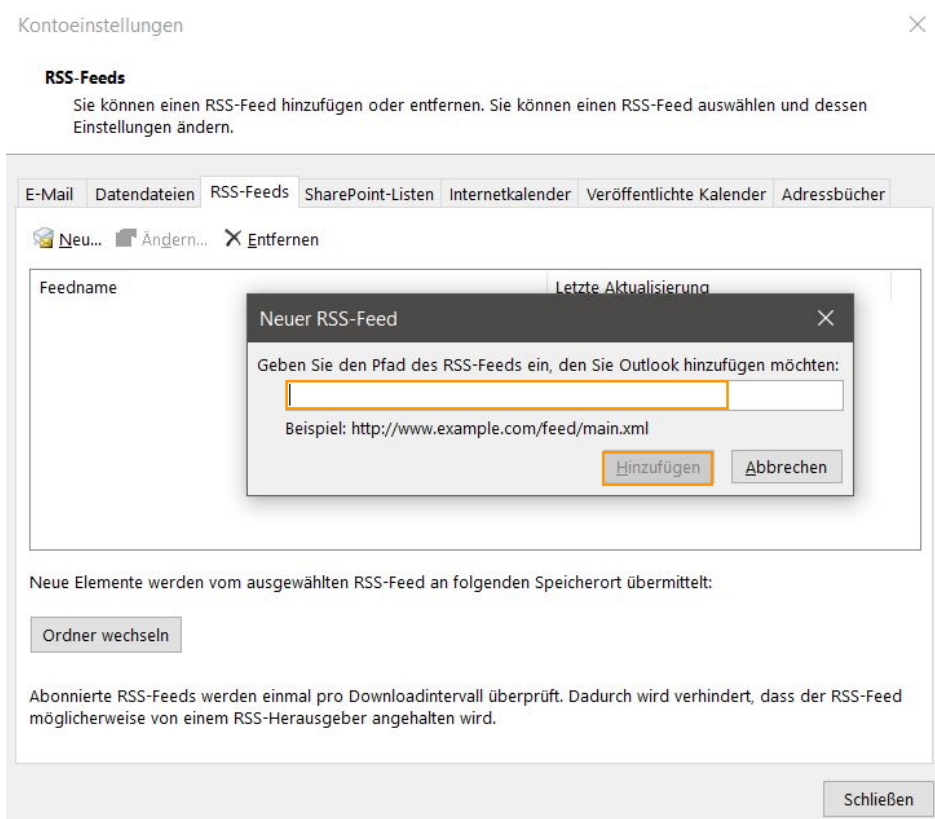 Kontoeinstellungen
RSS-Feeds
Sie können einen RSS-Feed hinzufügen oder entfernen. Sie können einen RSS-Feed auswählen und dessen
Einstellungen ändern.
E-Mail Datendateien RSS-Feeds SharePoint-Listen Internetkalender Veröffentlichte Kalender Adressbücher
Neu... Ändern... Entfernen
Feedname Letzte Aktualisierung
Neuer RSS-Feed
Geben Sie den Pfad des RSS-Feeds ein, den Sie Outlook hinzufügen möchten:
Beispiel: http://www.example.com/feed/main.xml
Hinzufügen Abbrechen
Neue Elemente werden vom ausgewählten RSS-Feed an folgenden Speicherort übermittelt:
Ordner wechseln
Abonnierte RSS-Feeds werden einmal pro Downloadintervall überprüft. Dadurch wird verhindert, dass der RSS-Feed
möglicherweise von einem RSS-Herausgeber angehalten wird.
Schließen